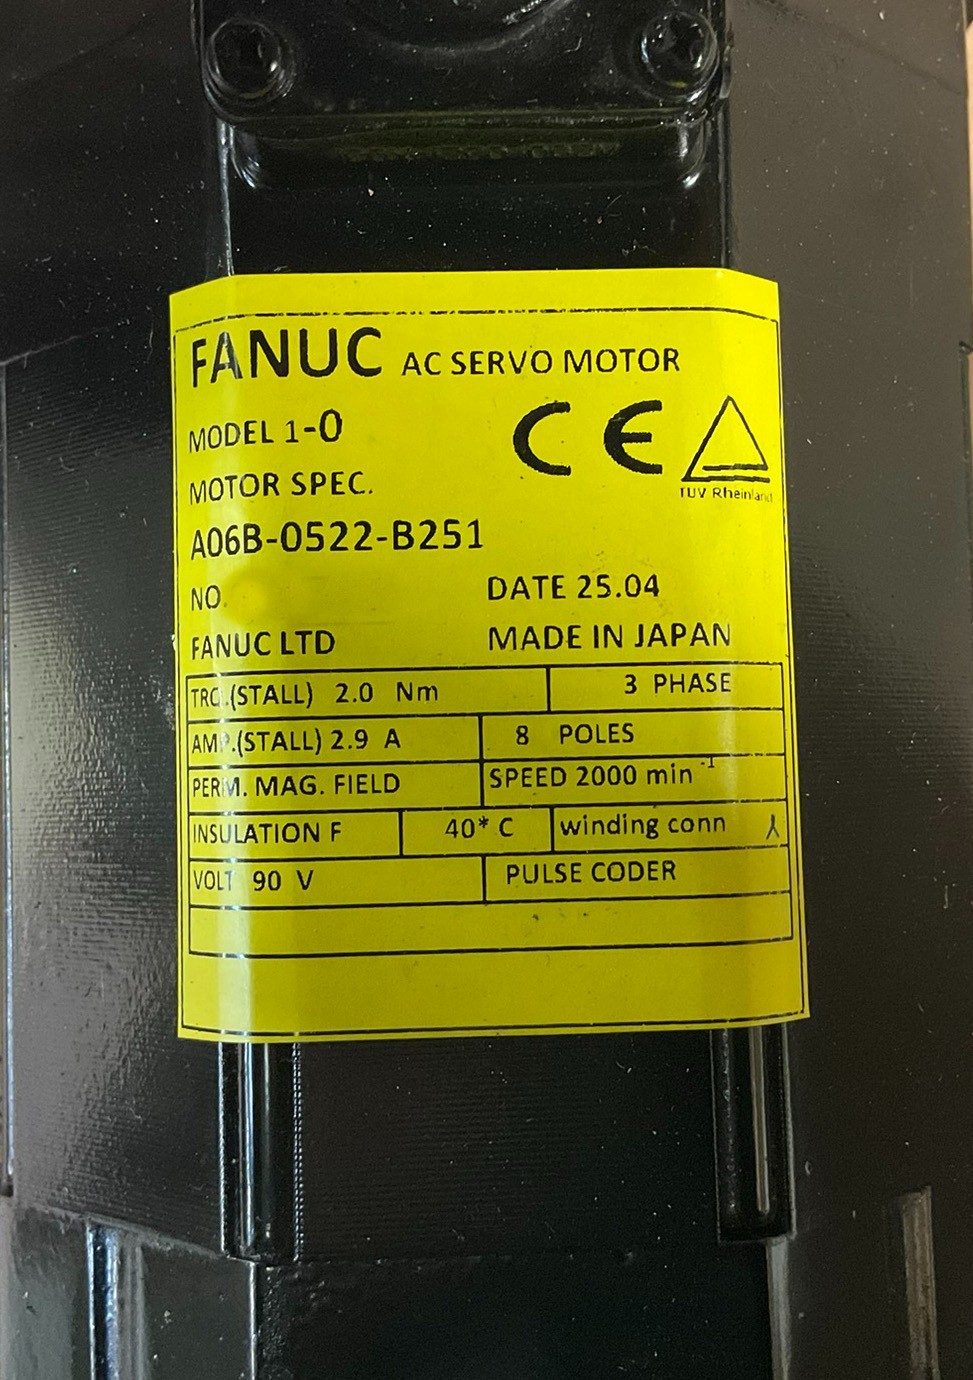 FANUC AC SERVO MOTOR
MODEL 1-0
CE
MOTOR SPEC.
TUV Rheinland
A06B-0522-B251
NO. DATE 25.04
FANUC LTD MADE IN JAPAN
TRQ.(STALL) 2.0 Nm 3 PHASE
AMP.(STALL) 2.9 A 8 POLES
PERM. MAG. FIELD SPEED 2000 min -1
INSULATION F 40* C winding conn
VOLT 90 V PULSE CODER